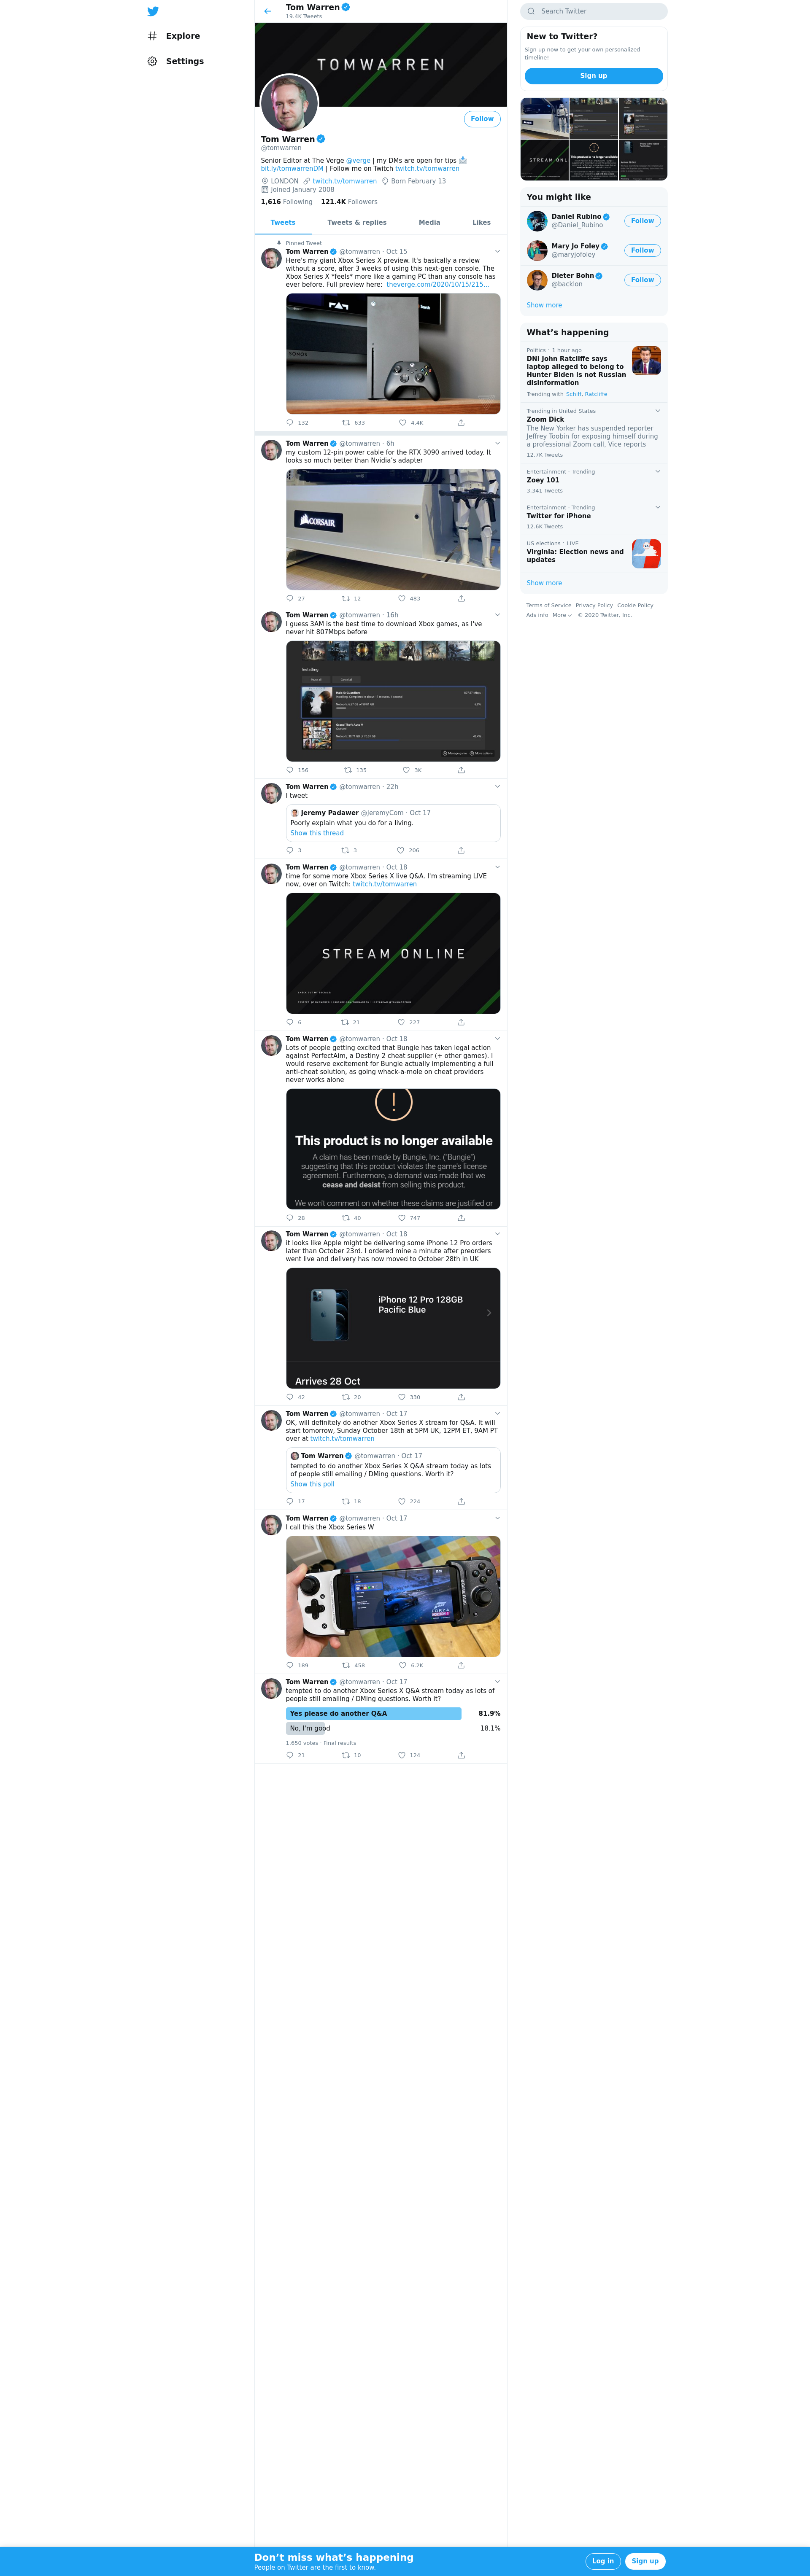 Explore
Settings
Tom Warren
19.4K Tweets
TOMWARREN
Follow
Tom Warren
@tomwarren
Senior Editor at The Verge @verge | my DMs are open for tips
bit.ly/tomwarrenDM | Follow me on Twitch twitch.tv/tomwarren
LONDON twitch.tv/tomwarren Born February 13
Joined January 2008
1,616 Following 121.4K Followers
Tweets Tweets & replies Media Likes
Pinned Tweet
Tom Warren @tomwarren · Oct 15
Here's my giant Xbox Series X preview. It's basically a review
without a score, after 3 weeks of using this next-gen console. The
Xbox Series X *feels* more like a gaming PC than any console has
ever before. Full preview here: theverge.com/2020/10/15/215…
SONOS
132 633 4.4K
Tom Warren @tomwarren · 6h
my custom 12-pin power cable for the RTX 3090 arrived today. It
looks so much better than Nvidia's adapter
CORSAIR
27 12 483
Tom Warren @tomwarren · 16h
I guess 3AM is the best time to download Xbox games, as I've
never hit 807Mbps before
Installing
156 135 3K
Tom Warren @tomwarren · 22h
I tweet
Jeremy Padawer @JeremyCom · Oct 17
Poorly explain what you do for a living.
Show this thread
3 3 206
Tom Warren @tomwarren · Oct 18
time for some more Xbox Series X live Q&A. I'm streaming LIVE
now, over on Twitch: twitch.tv/tomwarren
STREAM ONLINE
6 21 227
Tom Warren @tomwarren · Oct 18
Lots of people getting excited that Bungie has taken legal action
against PerfectAim, a Destiny 2 cheat supplier (+ other games). I
would reserve excitement for Bungie actually implementing a full
anti-cheat solution, as going whack-a-mole on cheat providers
never works alone
This product is no longer available
A claim has been made by Bungie, Inc. ("Bungie")
suggesting that this product violates the game's license
agreement. Furthermore, a demand was made that we
cease and desist from selling this product.
We won't comment on whether these claims are justified or
28 40 747
Tom Warren @tomwarren · Oct 18
it looks like Apple might be delivering some iPhone 12 Pro orders
later than October 23rd. I ordered mine a minute after preorders
went live and delivery has now moved to October 28th in UK
iPhone 12 Pro 128GB
Pacific Blue
Arrives 28 Oct
42 20 330
Tom Warren @tomwarren · Oct 17
OK, will definitely do another Xbox Series X stream for Q&A. It will
start tomorrow, Sunday October 18th at 5PM UK, 12PM ET, 9AM PT
over at twitch.tv/tomwarren
Tom Warren @tomwarren · Oct 17
tempted to do another Xbox Series X Q&A stream today as lots
of people still emailing / DMing questions. Worth it?
Show this poll
17 18 224
Tom Warren @tomwarren · Oct 17
I call this the Xbox Series W
FORZA
189 458 6.2K
Tom Warren @tomwarren · Oct 17
tempted to do another Xbox Series X Q&A stream today as lots of
people still emailing / DMing questions. Worth it?
Yes please do another Q&A 81.9%
No, I'm good 18.1%
1,650 votes · Final results
21 10 124
Search Twitter
New to Twitter?
Sign up now to get your own personalized
timeline!
Sign up
STREAM ONL
This product is no longer available
You might like
Daniel Rubino
@Daniel_Rubino
Follow
Mary Jo Foley
@maryjofoley
Follow
Dieter Bohn
@backlon
Follow
Show more
What's happening
Politics · 1 hour ago
DNI John Ratcliffe says
laptop alleged to belong to
Hunter Biden is not Russian
disinformation
Trending with Schiff, Ratcliffe
Trending in United States
Zoom Dick
The New Yorker has suspended reporter
Jeffrey Toobin for exposing himself during
a professional Zoom call, Vice reports
12.7K Tweets
Entertainment · Trending
Zoey 101
3,341 Tweets
Entertainment · Trending
Twitter for iPhone
12.6K Tweets
US elections · LIVE
Virginia: Election news and
updates
Show more
Terms of Service Privacy Policy Cookie Policy
Ads info More © 2020 Twitter, Inc.
Don't miss what's happening
People on Twitter are the first to know.
Log in
Sign up